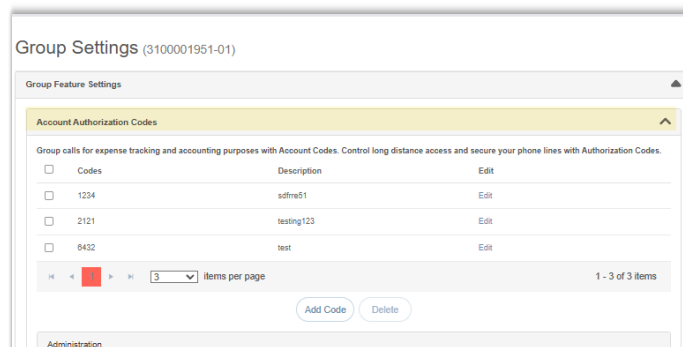 Group Settings (3100001951-01)
Group Feature Settings
Account Authorization Codes
Group calls for expense tracking and accounting purposes with Account Codes. Control long distance access and secure your phone lines with Authorization Codes.
Codes Description Edit
1234 sdfrre51 Edit
2121 testing123 Edit
6432 test Edit
1 3 items per page 1 - 3 of 3 items
Add Code Delete
Administration